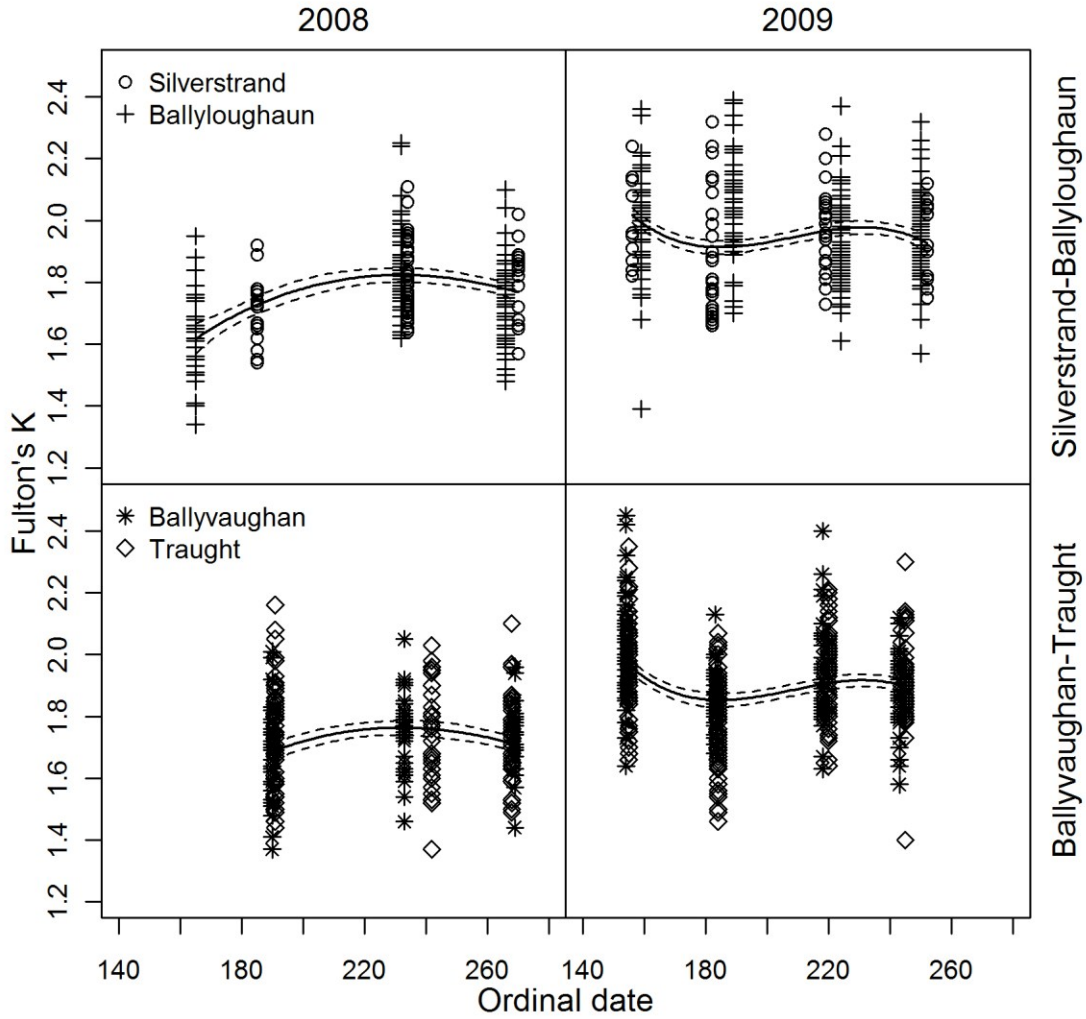 2008
2009
Silverstrand
Ballyloughaun
Silverstrand-Ballyloughaun
2.4
2.2
2.0
1.8
1.6
1.4
1.2
Fulton's K
Ballyvaughan
Traught
Ballyvaughan-Traught
2.4
2.2
2.0
1.8
1.6
1.4
1.2
140 180 220 260 140 180 220 260
Ordinal date